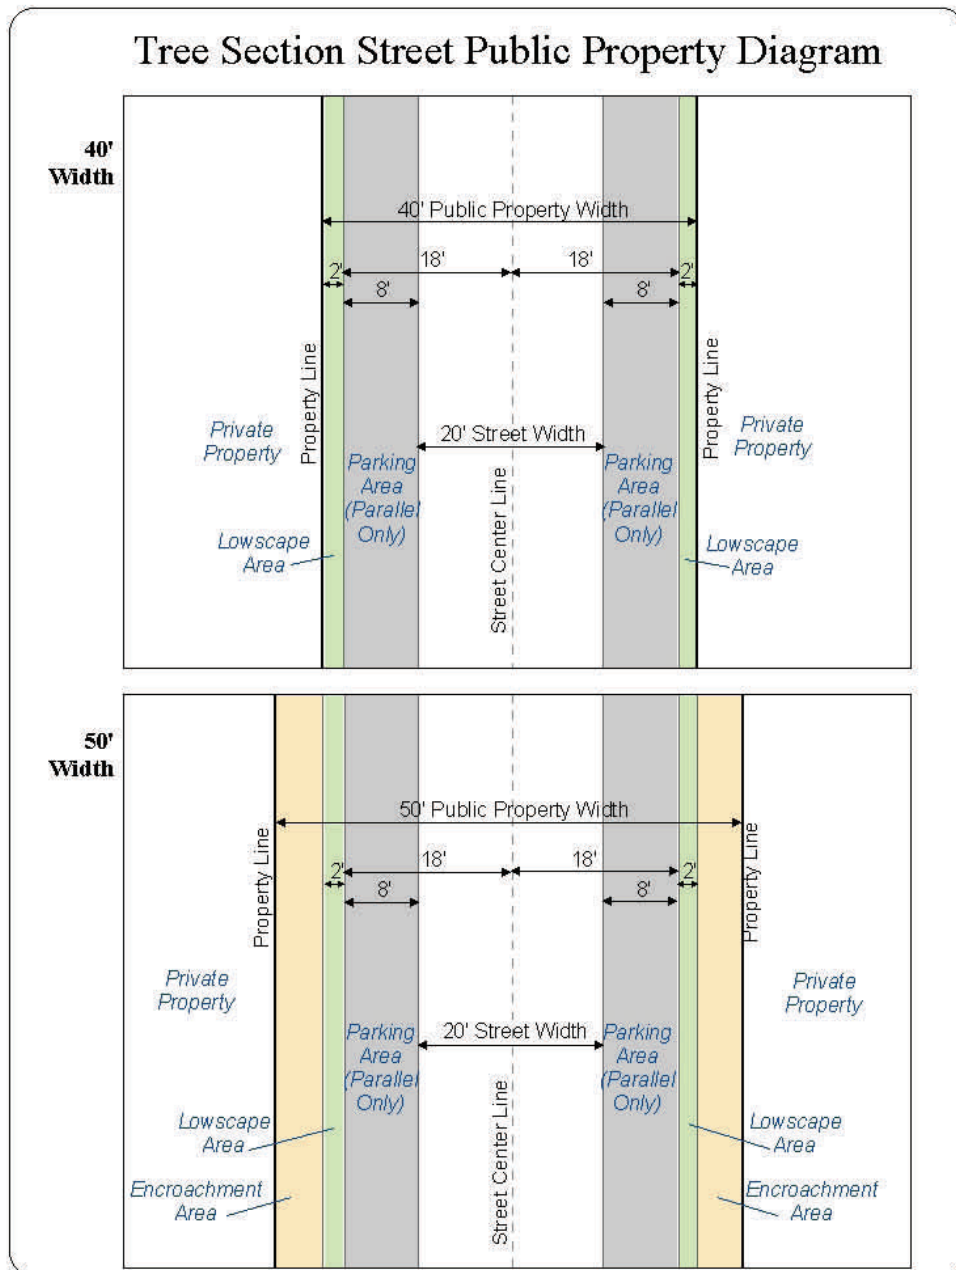 Tree Section Street Public Property Diagram
40'
Width
40' Public Property Width
2'
18'
18'
2'
8'
8'
Property Line
Property Line
20' Street Width
Private
Property
Private
Property
Parking
Area
(Parallel
Only)
Parking
Area
(Parallel
Only)
Street Center Line
Lowscape
Area
Lowscape
Area
50'
Width
50' Public Property Width
Property Line
Property Line
2'
18'
18'
2'
8'
8'
Private
Property
Private
Property
20' Street Width
Parking
Area
(Parallel
Only)
Parking
Area
(Parallel
Only)
Street Center Line
Lowscape
Area
Lowscape
Area
Encroachment
Area
Encroachment
Area